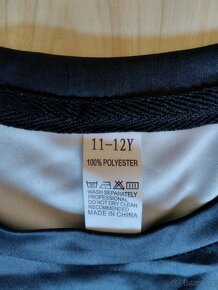 11-12Y
100% POLYESTER
WASH SEPARATELY
PROFESSIONAL
DO NOT DRY CLEAN
RECOMMENDED
MADE IN CHINA